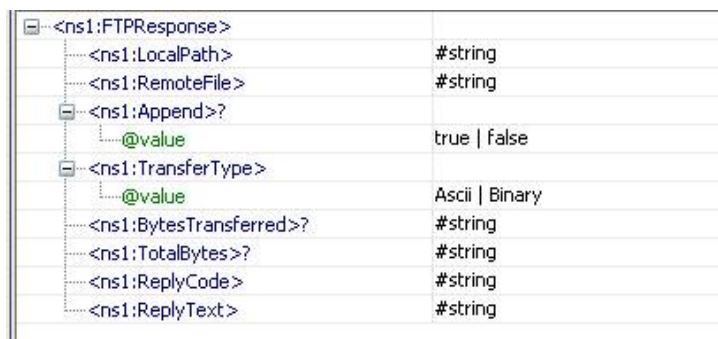 <ns1:FTPResponse>
<ns1:LocalPath> #string
<ns1:RemoteFile> #string
<ns1:Append>?
@value true | false
<ns1:TransferType>
@value Ascii | Binary
<ns1:BytesTransferred>? #string
<ns1:TotalBytes>? #string
<ns1:ReplyCode> #string
<ns1:ReplyText> #string